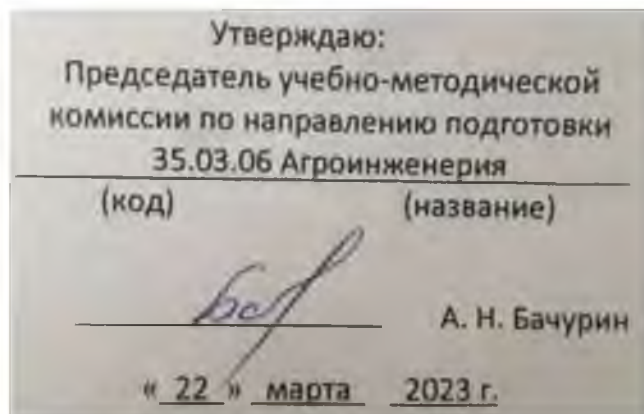 Утверждаю:
Председатель учебно-методической
комиссии по направлению подготовки
35.03.06 Агроинженерия
(код) (название)
А. Н. Бачурин
« 22 » марта 2023 г.